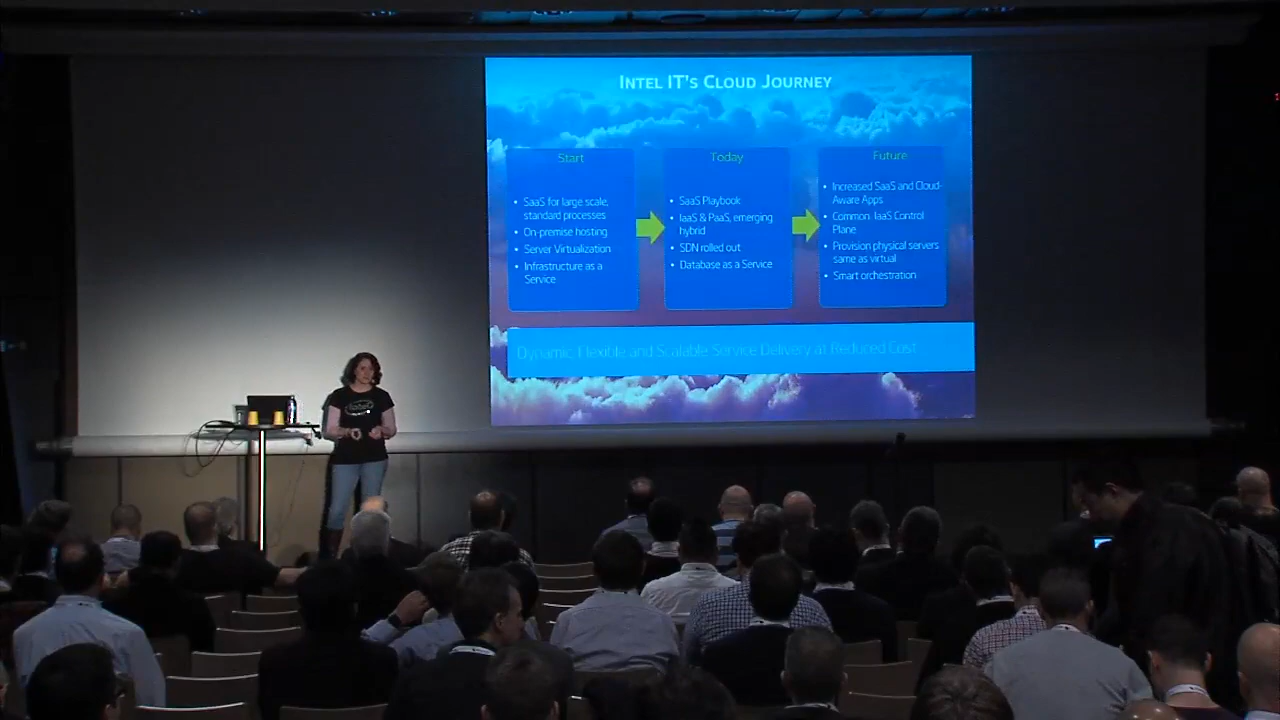 INTEL IT'S CLOUD JOURNEY
Start
• SaaS for large scale,
standard processes
• On-premise hosting
• Server Virtualization
• Infrastructure as a
Service
Today
• SaaS Playbook
• IaaS & PaaS, emerging
hybrid
• SDN rolled out
• Database as a Service
Future
• Increased SaaS and Cloud-
Aware Apps
• Common IaaS Control
Plane
• Provision physical servers
same as virtual
• Smart orchestration
Dynamic, Flexible and Scalable Service Delivery at Reduced Cost